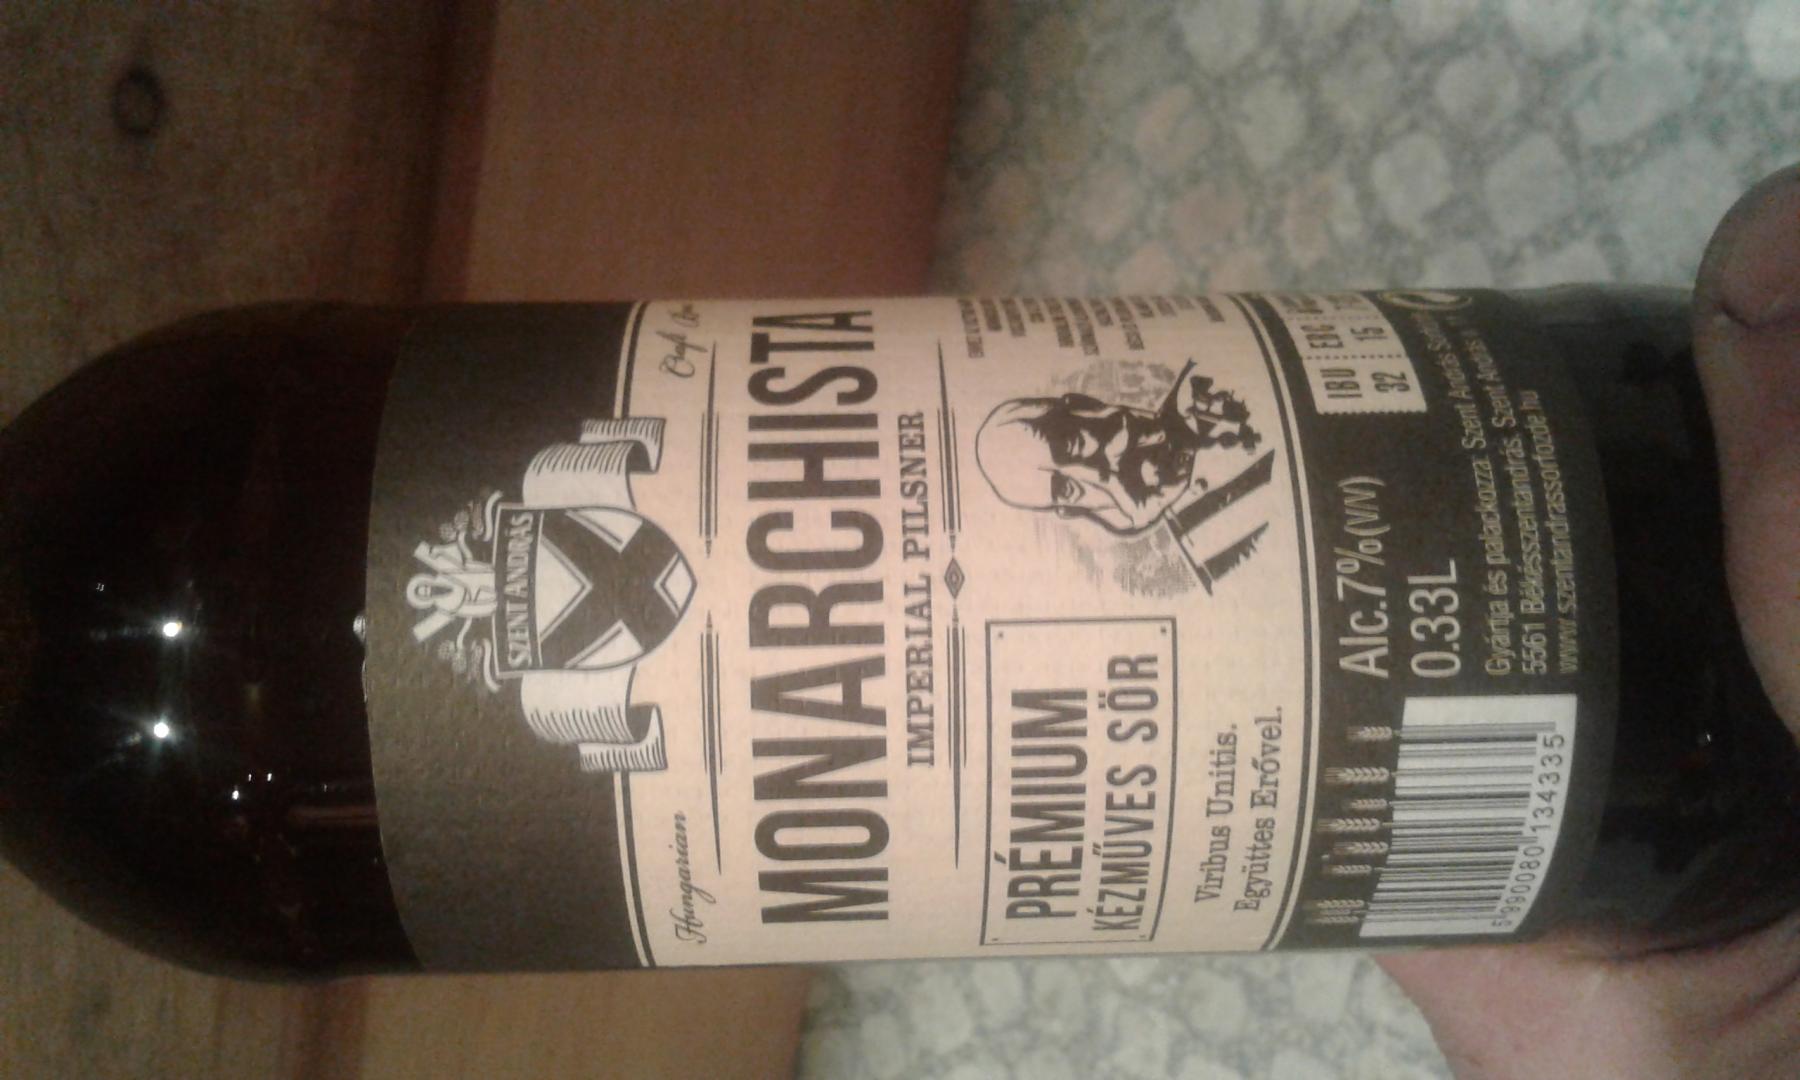 SZENT ANDRÁS
Hungarian Craft
MONARCHISTA
IMPERIAL PILSNER
PRÉMIUM
KÉZMŰVES SÖR
Viribus Unitis.
Együttes Erővel.
IBU EBC
32 15
Alc.7%(V/V)
0.33L
Gyártja és palackozza: Szent András
5561 Békésszentandrás, Szent András
www.szentandrassorfozde.hu
5990080134335